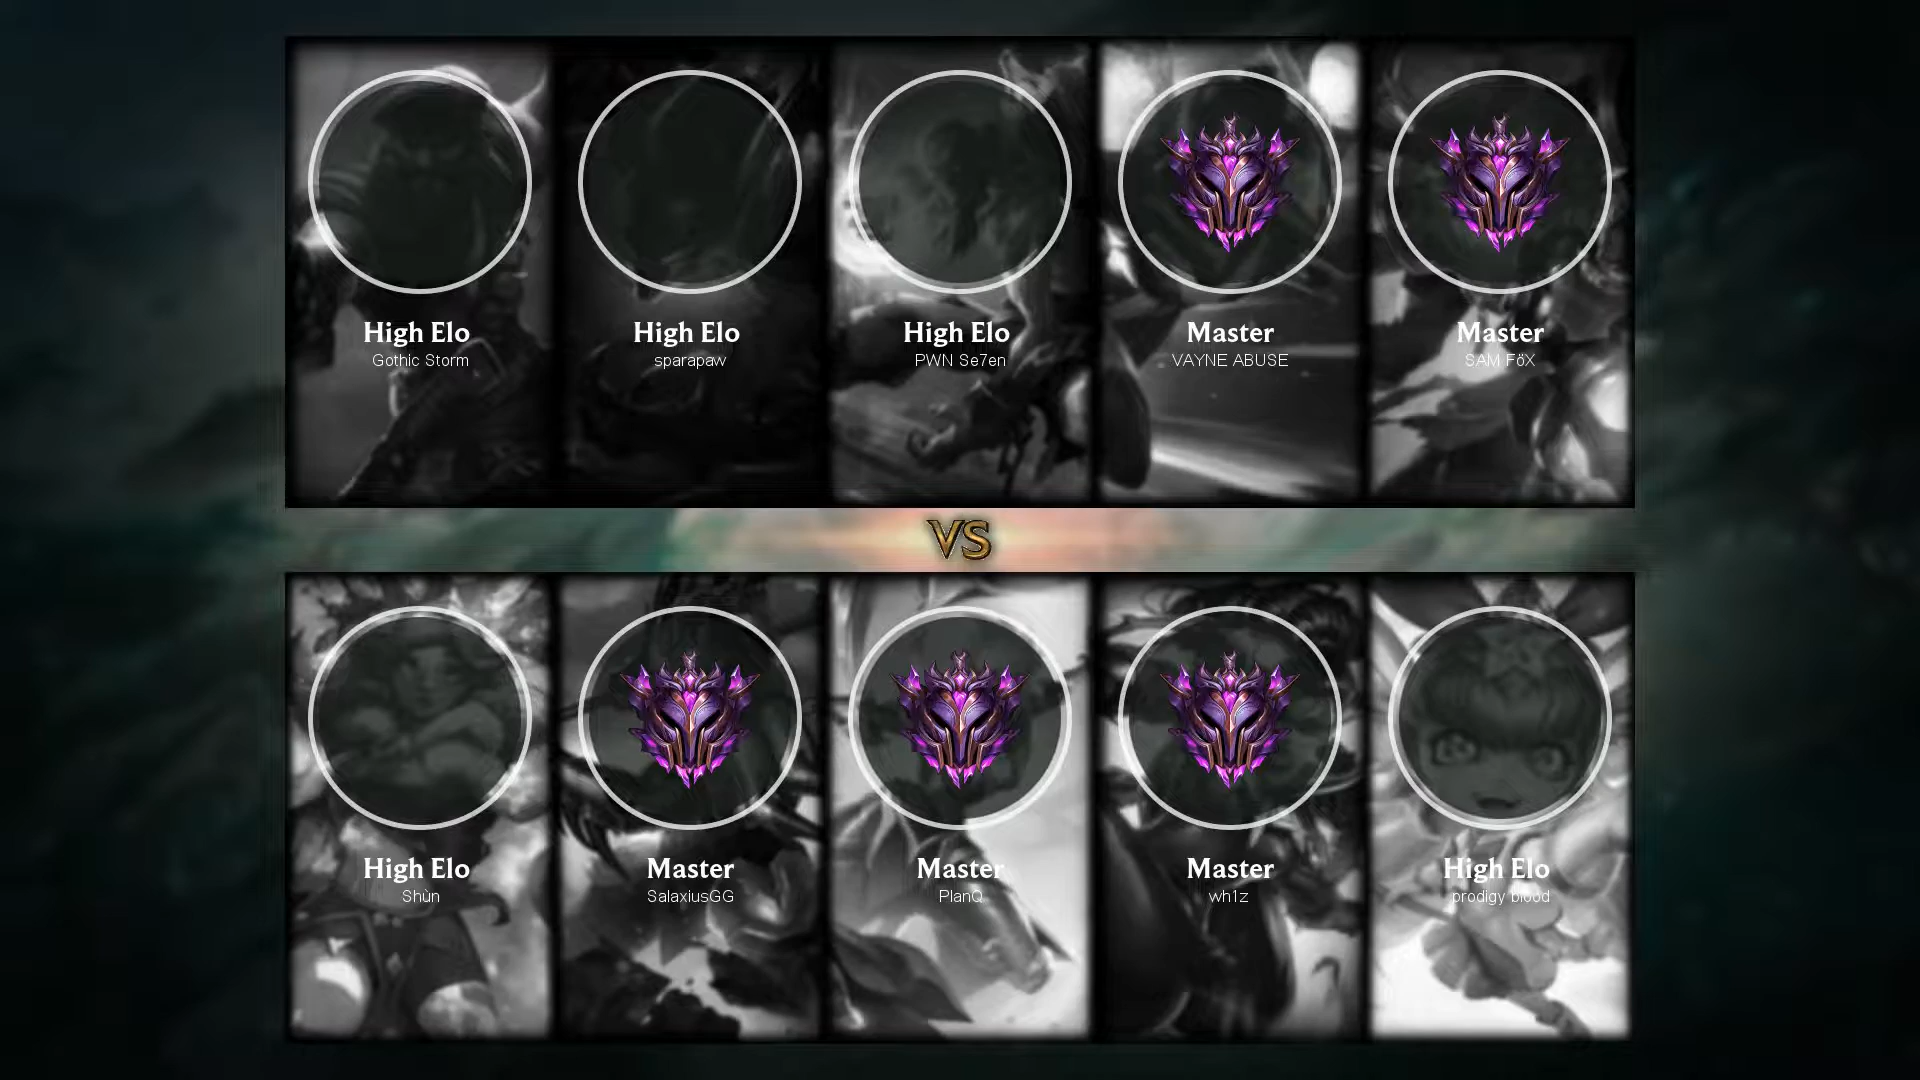 High Elo
Gothic Storm
High Elo
sparapaw
High Elo
PWN Se7en
Master
VAYNE ABUSE
Master
SAM FöX
VS
High Elo
Shùn
Master
SalaxiusGG
Master
PlanQ
Master
wh1z
High Elo
prodigy blood